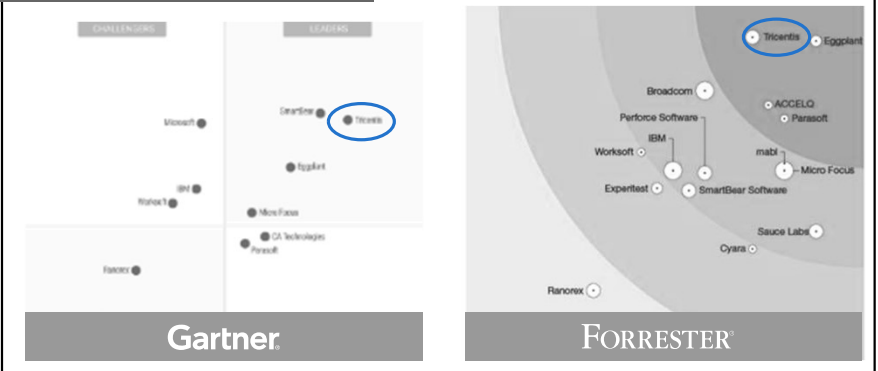 CHALLENGERS
LEADERS
SmartBear
Tricentis
Microsoft
Eggplant
IBM
Worksoft
Micro Focus
CA Technologies
Parasoft
Ranorex
Gartner
Tricentis
Eggplant
Broadcom
ACCELQ
Perforce Software
Parasoft
IBM
Worksoft
mabl
Micro Focus
Experitest
SmartBear Software
Sauce Labs
Cyara
Ranorex
FORRESTER®